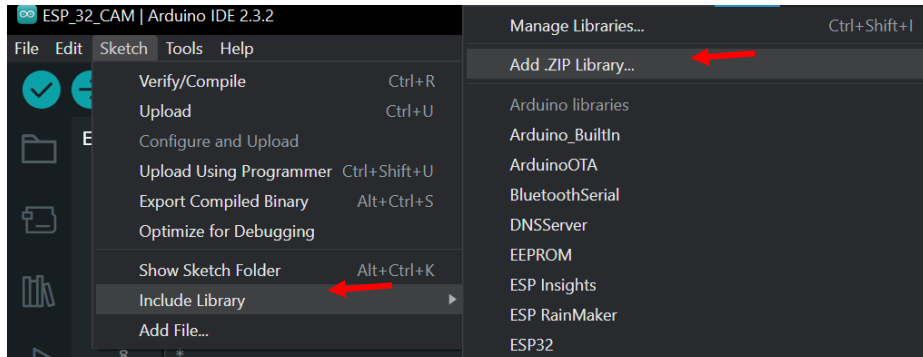 ESP_32_CAM | Arduino IDE 2.3.2
File Edit Sketch Tools Help
Verify/Compile Ctrl+R
Upload Ctrl+U
Configure and Upload
Upload Using Programmer Ctrl+Shift+U
Export Compiled Binary Alt+Ctrl+S
Optimize for Debugging
Show Sketch Folder Alt+Ctrl+K
Include Library
Add File...
8 *
Manage Libraries... Ctrl+Shift+I
Add .ZIP Library...
Arduino libraries
Arduino_BuiltIn
ArduinoOTA
BluetoothSerial
DNSServer
EEPROM
ESP Insights
ESP RainMaker
ESP32